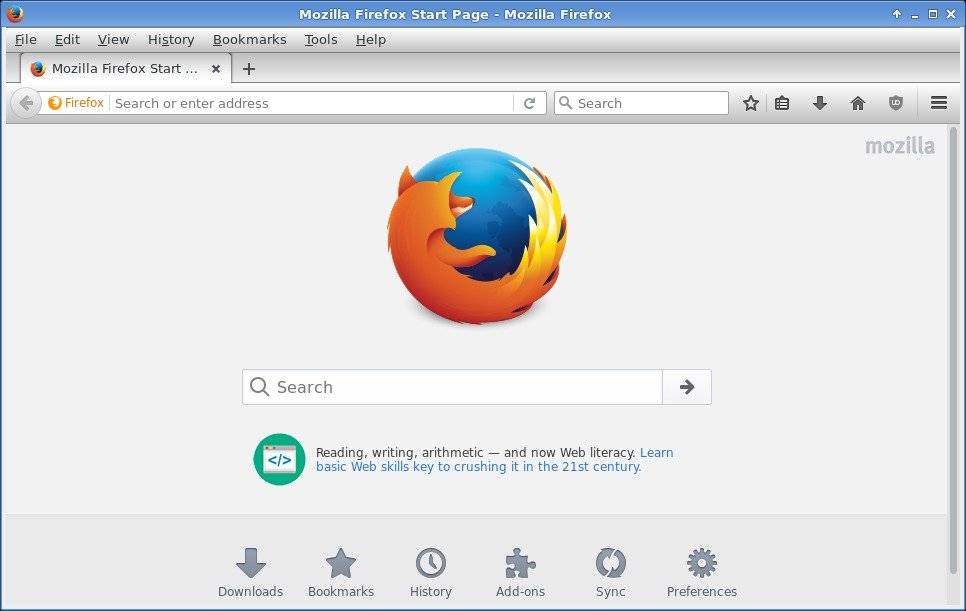 Mozilla Firefox Start Page - Mozilla Firefox
File Edit View History Bookmarks Tools Help
Mozilla Firefox Start ...
Firefox Search or enter address Search
mozilla
Search
</>
Reading, writing, arithmetic — and now Web literacy. Learn
basic Web skills key to crushing it in the 21st century.
Downloads Bookmarks History Add-ons Sync Preferences